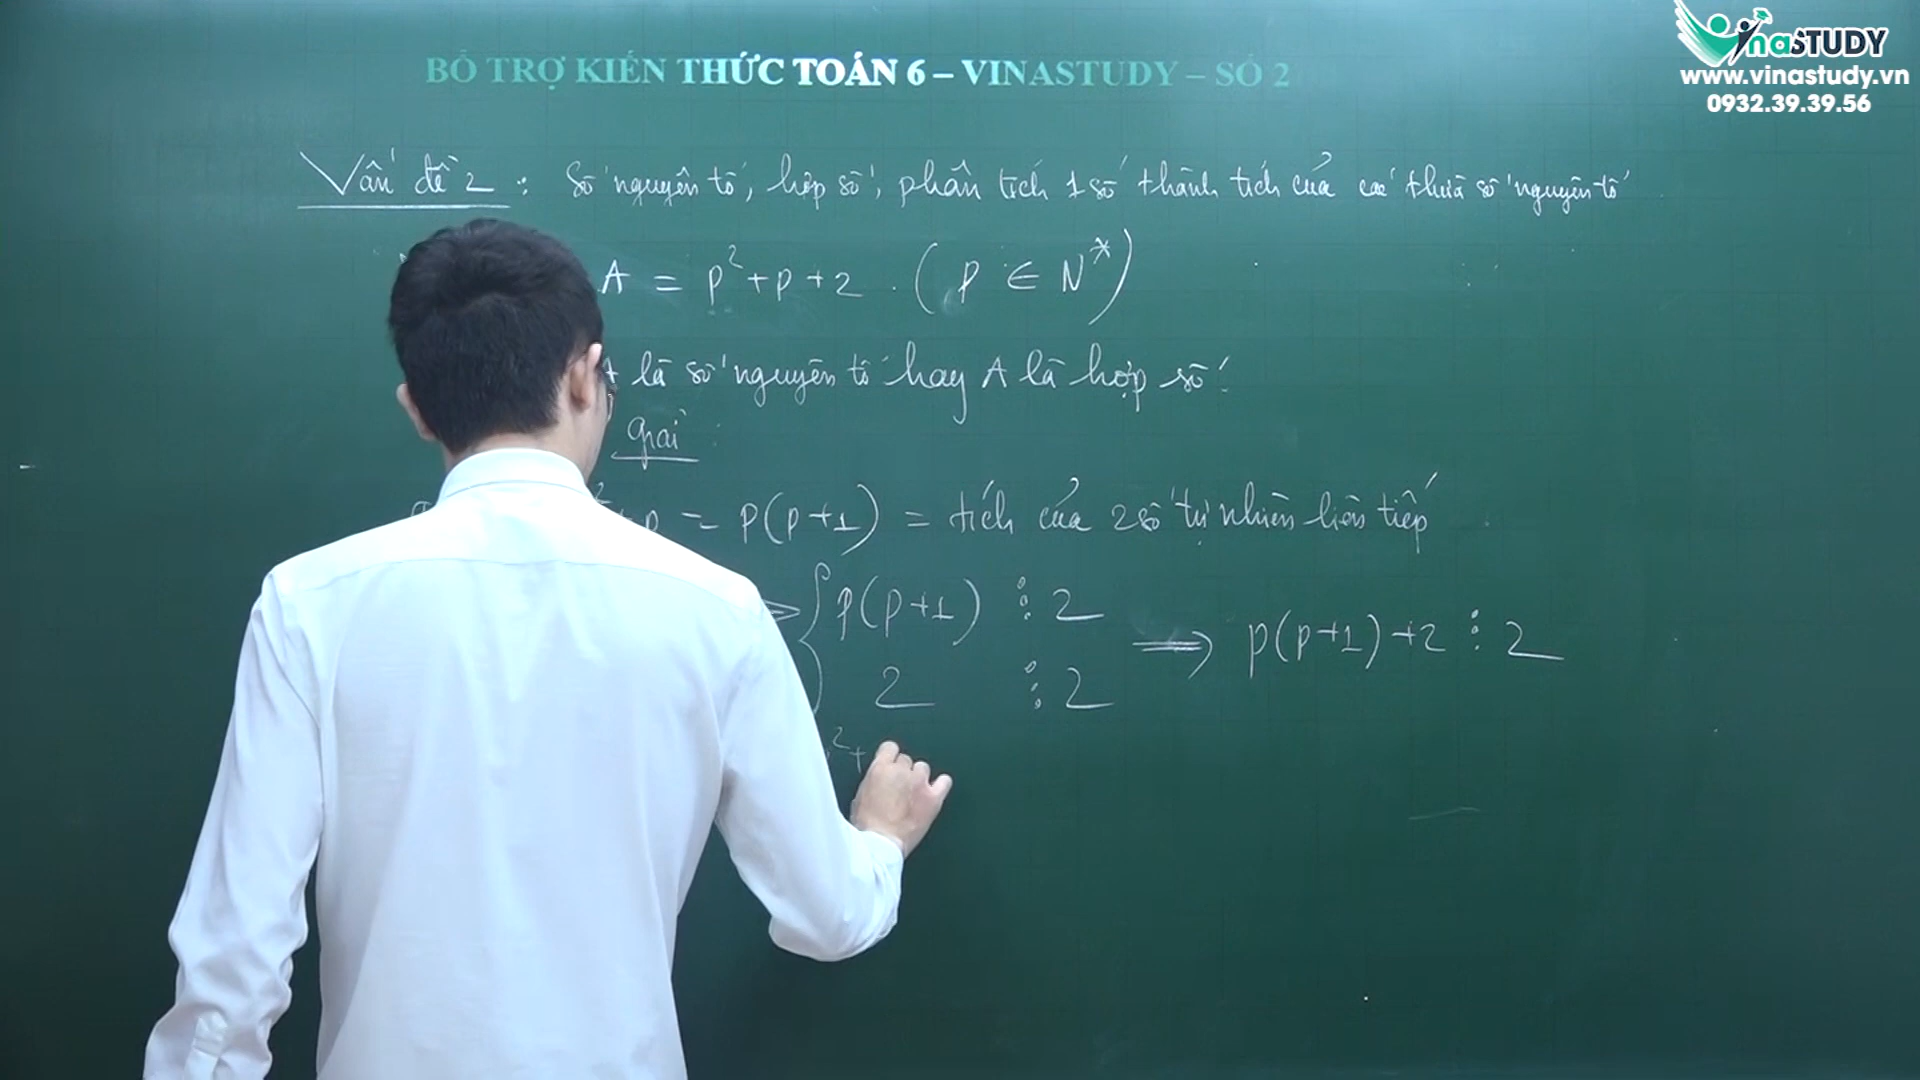 BỔ TRỢ KIẾN THỨC TOÁN 6 – VINASTUDY – SỐ 2
VinaSTUDY
www.vinastudy.vn
0932.39.39.56
Vấn đề 2 : Số nguyên tố, hợp số, phân tích 1 số thành tích của các thừa số nguyên tố
A = p² + p + 2 . ( p ∈ N* )
A là số nguyên tố hay A là hợp số?
Giải :
² + p = p(p+1) = tích của 2 số tự nhiên liên tiếp
=> { p(p+1) ⋮ 2
2 ⋮ 2
=> p(p+1) +2 ⋮ 2
² +